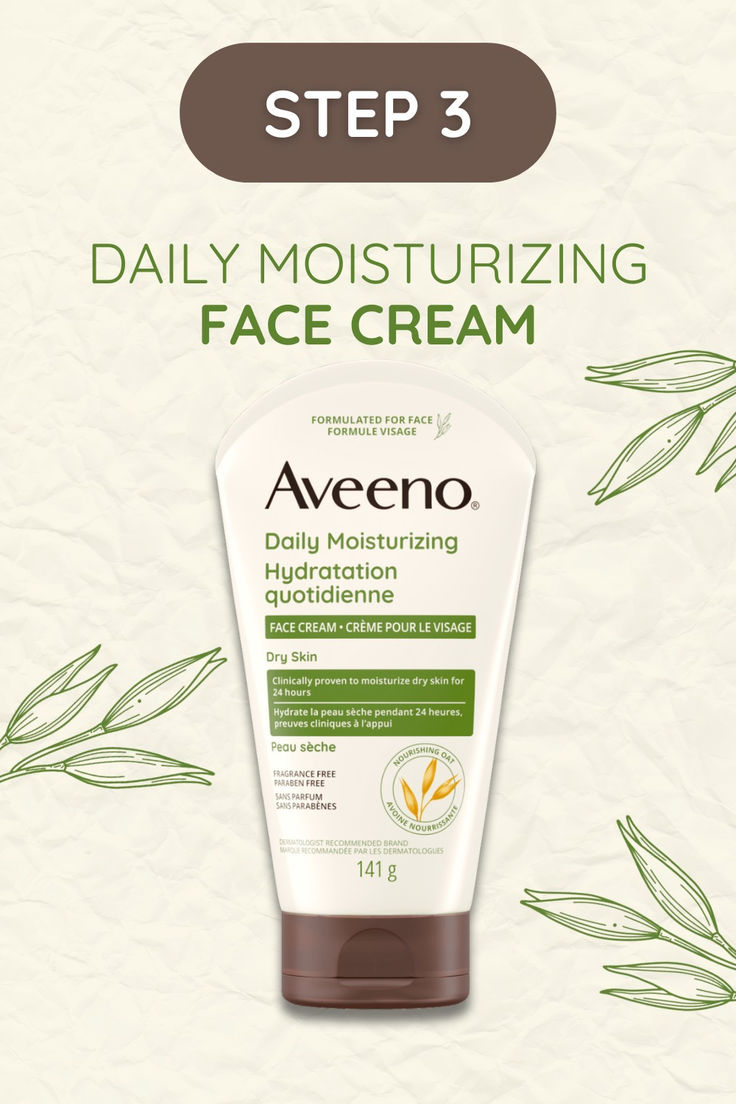 STEP 3
DAILY MOISTURIZING
FACE CREAM
FORMULATED FOR FACE
FORMULE VISAGE
Aveeno®
Daily Moisturizing
Hydratation
quotidienne
FACE CREAM • CRÈME POUR LE VISAGE
Dry Skin
Clinically proven to moisturize dry skin for
24 hours
Hydrate la peau sèche pendant 24 heures,
preuves cliniques à l'appui
Peau sèche
FRAGRANCE FREE
PARABEN FREE
SANS PARFUM
SANS PARABÈNES
NOURISHING OAT
AVOINE NOURRISSANTE
DERMATOLOGIST RECOMMENDED BRAND
MARQUE RECOMMANDÉE PAR LES DERMATOLOGUES
141 g